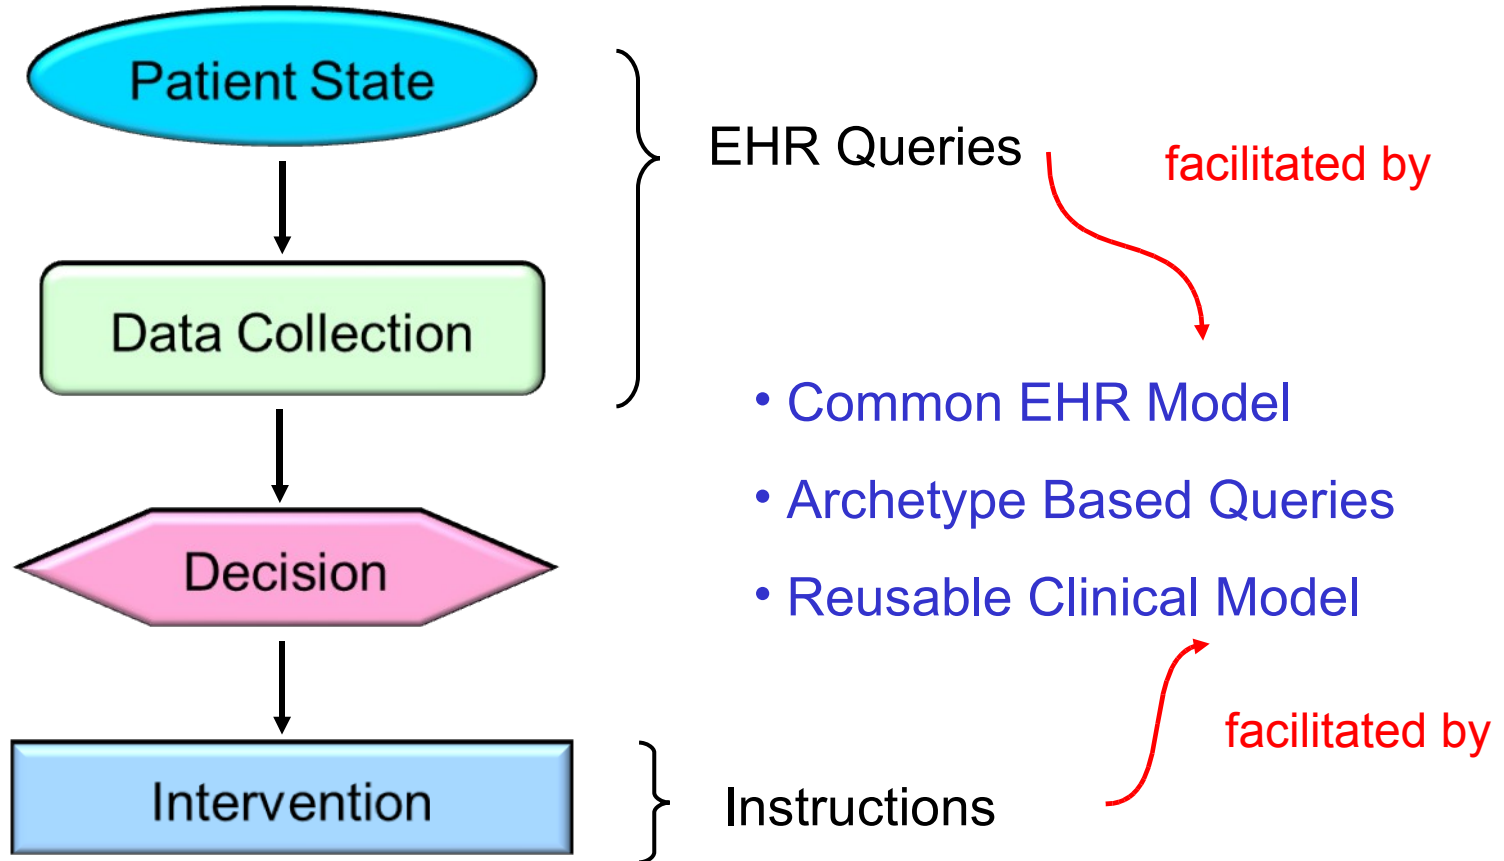 Patient State
Data Collection
Decision
Intervention
EHR Queries
facilitated by
• Common EHR Model
• Archetype Based Queries
• Reusable Clinical Model
facilitated by
Instructions